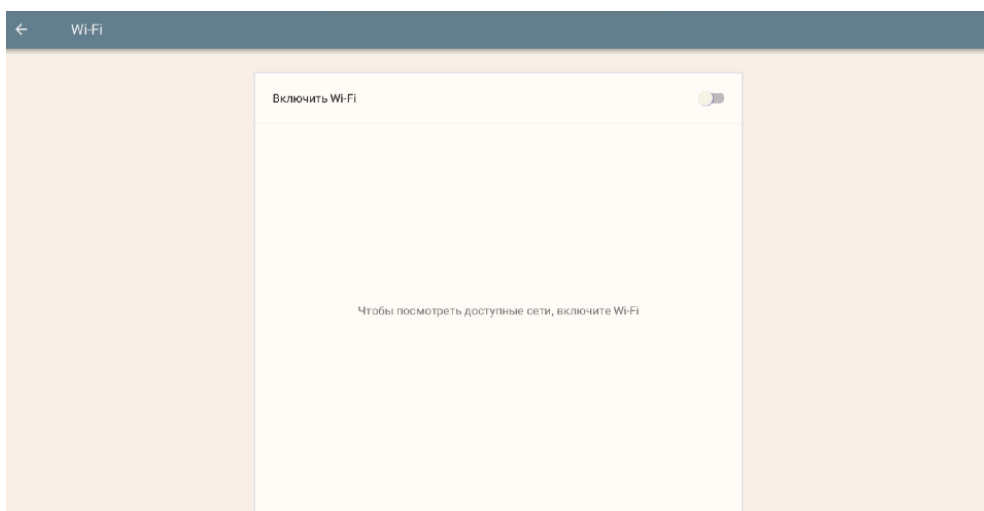 Wi-Fi
Включить Wi-Fi
Чтобы посмотреть доступные сети, включите Wi-Fi